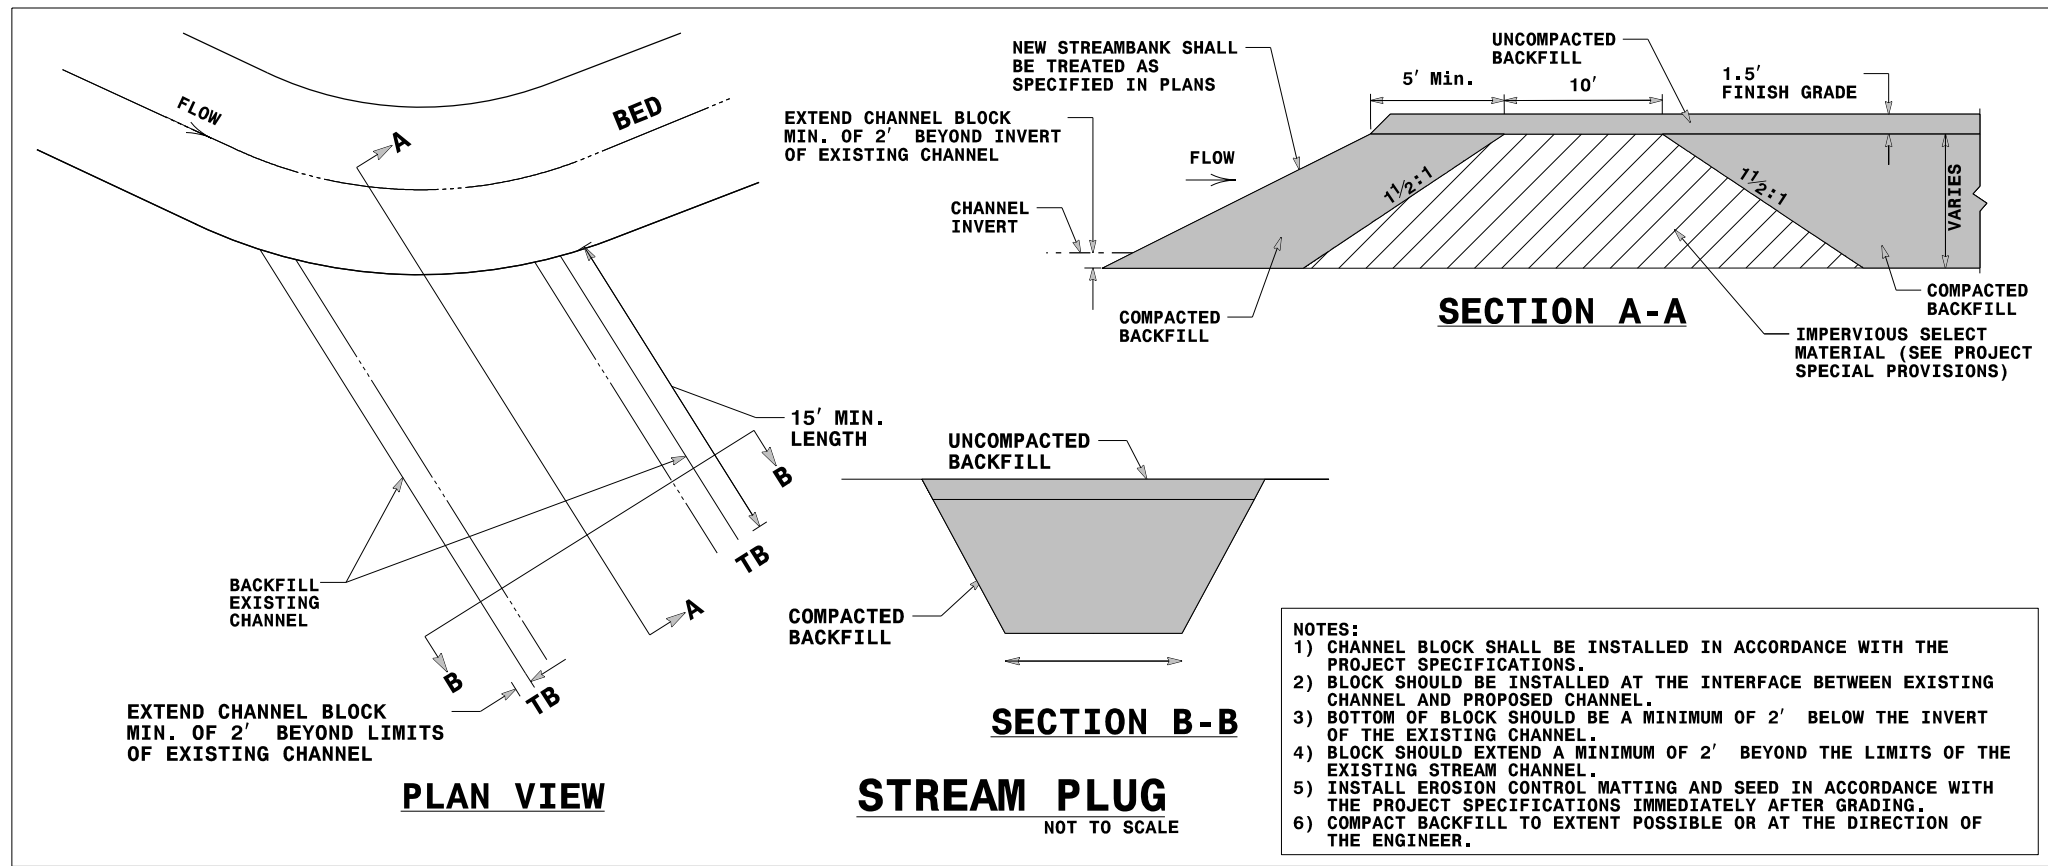 FLOW
BED
A
15' MIN.
LENGTH
B
TB
BACKFILL
EXISTING
CHANNEL
A
B
TB
EXTEND CHANNEL BLOCK
MIN. OF 2' BEYOND LIMITS
OF EXISTING CHANNEL
PLAN VIEW
NEW STREAMBANK SHALL
BE TREATED AS
SPECIFIED IN PLANS
UNCOMPACTED
BACKFILL
5' Min.
10'
1.5'
FINISH GRADE
EXTEND CHANNEL BLOCK
MIN. OF 2' BEYOND INVERT
OF EXISTING CHANNEL
FLOW
1½:1
1½:1
VARIES
CHANNEL
INVERT
COMPACTED
BACKFILL
SECTION A-A
COMPACTED
BACKFILL
IMPERVIOUS SELECT
MATERIAL (SEE PROJECT
SPECIAL PROVISIONS)
UNCOMPACTED
BACKFILL
COMPACTED
BACKFILL
SECTION B-B
STREAM PLUG
NOT TO SCALE
NOTES:
1) CHANNEL BLOCK SHALL BE INSTALLED IN ACCORDANCE WITH THE
PROJECT SPECIFICATIONS.
2) BLOCK SHOULD BE INSTALLED AT THE INTERFACE BETWEEN EXISTING
CHANNEL AND PROPOSED CHANNEL.
3) BOTTOM OF BLOCK SHOULD BE A MINIMUM OF 2' BELOW THE INVERT
OF THE EXISTING CHANNEL.
4) BLOCK SHOULD EXTEND A MINIMUM OF 2' BEYOND THE LIMITS OF THE
EXISTING STREAM CHANNEL.
5) INSTALL EROSION CONTROL MATTING AND SEED IN ACCORDANCE WITH
THE PROJECT SPECIFICATIONS IMMEDIATELY AFTER GRADING.
6) COMPACT BACKFILL TO EXTENT POSSIBLE OR AT THE DIRECTION OF
THE ENGINEER.